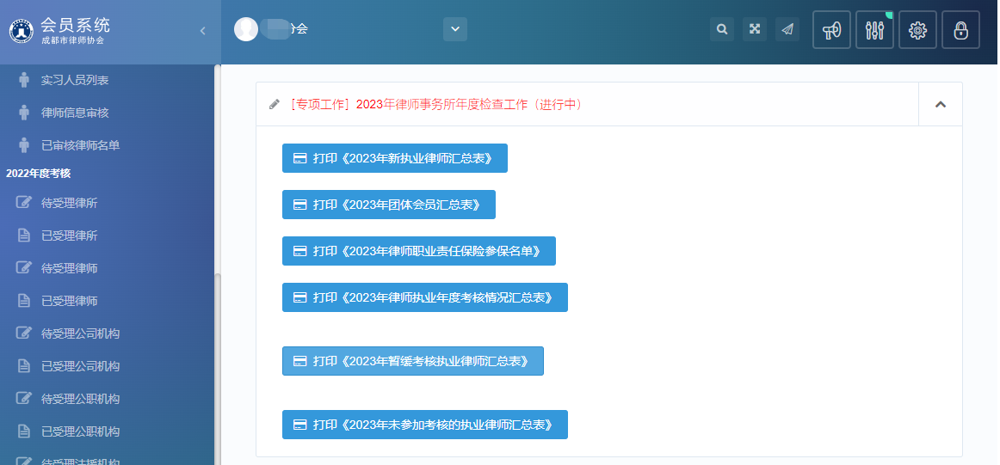 会员系统
成都市律师协会
分会
实习人员列表
律师信息审核
已审核律师名单
2022年度考核
待受理律所
已受理律所
待受理律师
已受理律师
待受理公司机构
已受理公司机构
待受理公职机构
已受理公职机构
待受理法援机构
[专项工作] 2023年律师事务所年度检查工作（进行中）
打印《2023年新执业律师汇总表》
打印《2023年团体会员汇总表》
打印《2023年律师职业责任保险参保名单》
打印《2023年律师执业年度考核情况汇总表》
打印《2023年暂缓考核执业律师汇总表》
打印《2023年未参加考核的执业律师汇总表》